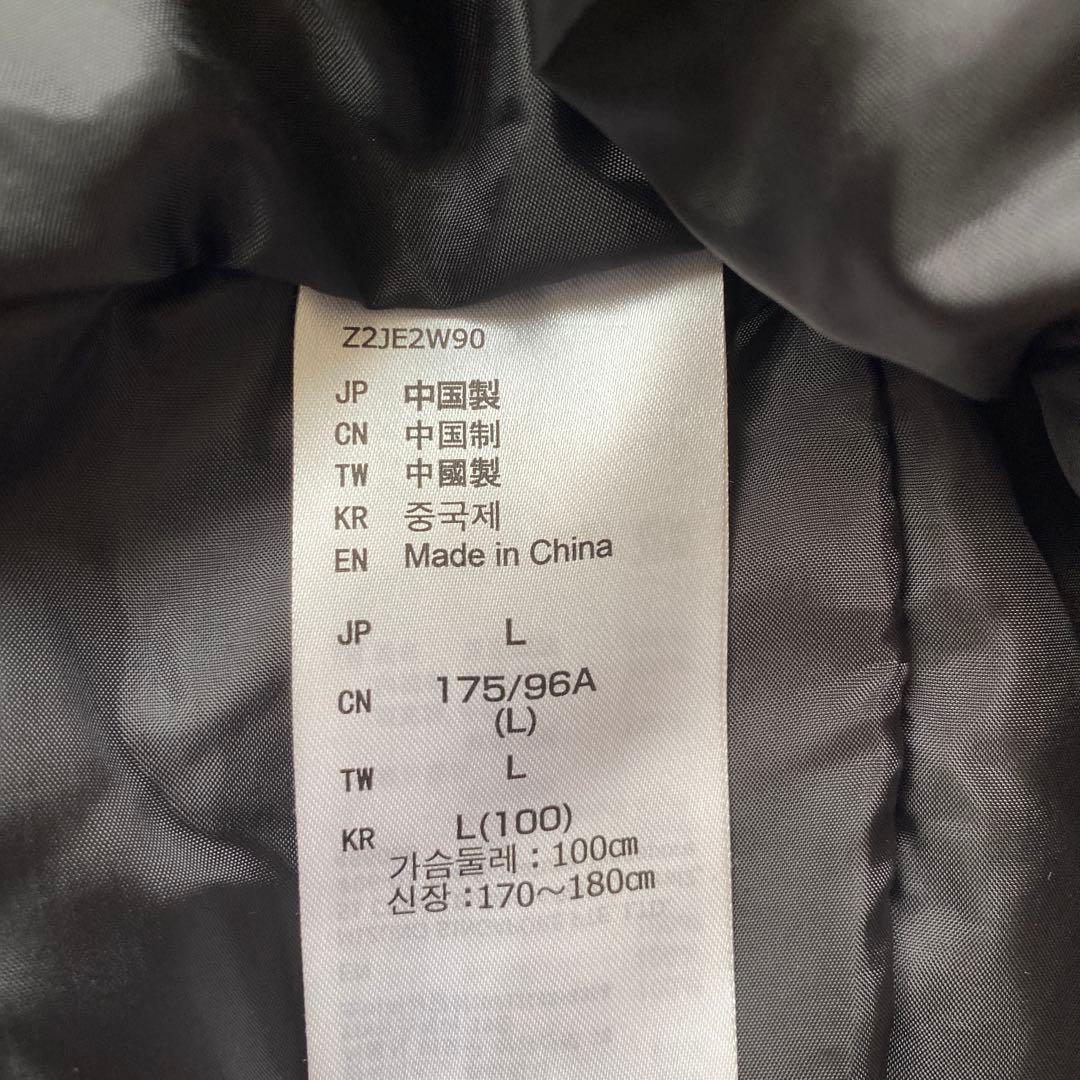 Z2JE2W90
JP 中国製
CN 中国制
TW 中國製
KR 중국제
EN Made in China
JP L
CN 175/96A
(L)
TW L
KR L(100)
가슴둘레 : 100㎝
신장 :170～180㎝